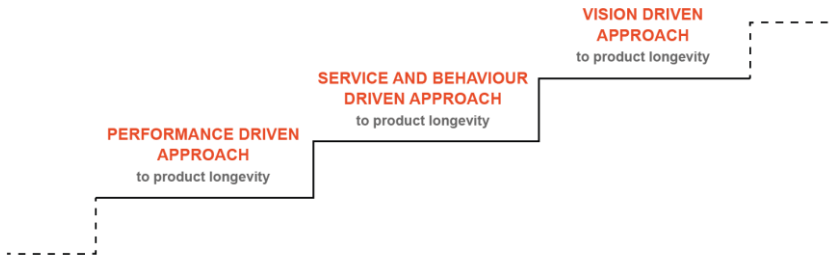 VISION DRIVEN
APPROACH
to product longevity
SERVICE AND BEHAVIOUR
DRIVEN APPROACH
to product longevity
PERFORMANCE DRIVEN
APPROACH
to product longevity